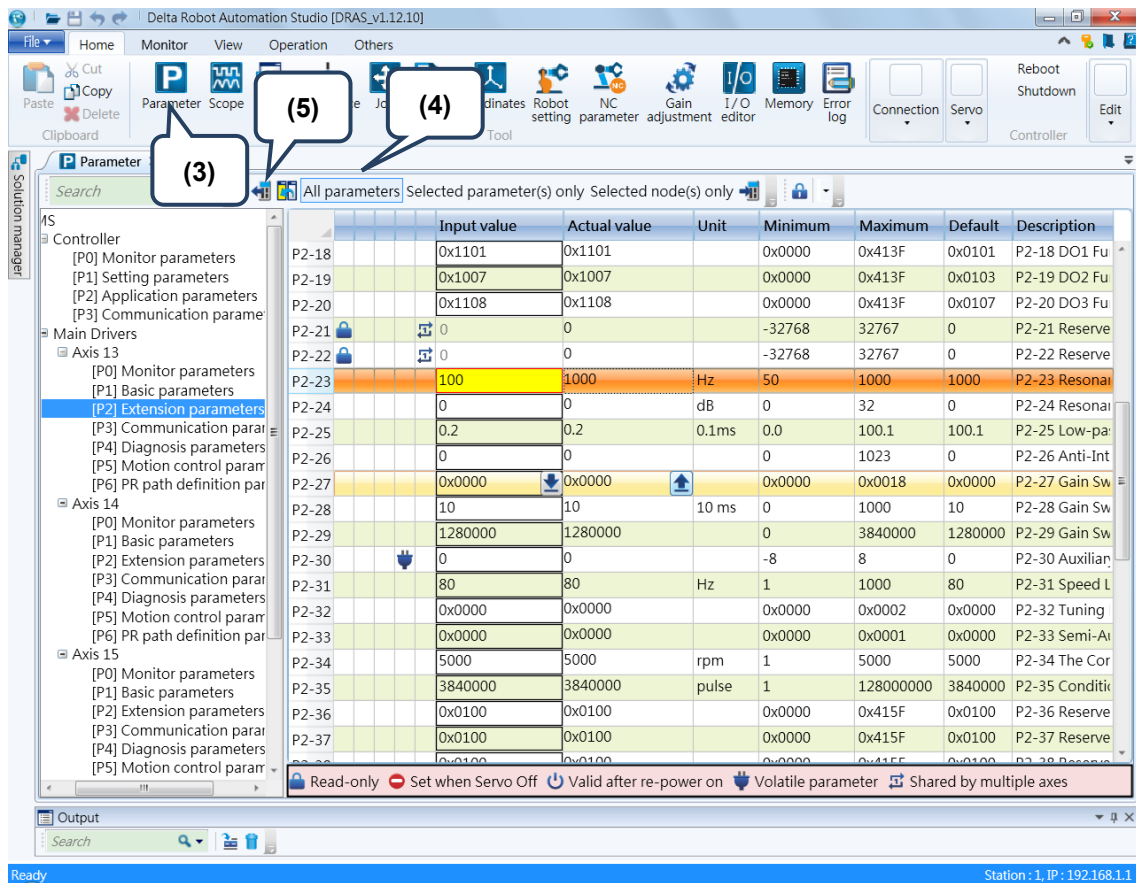 Delta Robot Automation Studio [DRAS_v1.12.10]
File Home Monitor View Operation Others
Paste Cut Copy Delete
Clipboard
Parameter Scope Robot setting NC parameter Gain adjustment I/O editor Memory Error log
Tool
Connection Servo
Reboot
Shutdown
Controller
Edit
(3)
(5)
(4)
Solution manager
Parameter
Search All parameters Selected parameter(s) only Selected node(s) only
MS
Controller
[P0] Monitor parameters
[P1] Setting parameters
[P2] Application parameters
[P3] Communication parame
Main Drivers
Axis 13
[P0] Monitor parameters
[P1] Basic parameters
[P2] Extension parameters
[P3] Communication parar
[P4] Diagnosis parameters
[P5] Motion control param
[P6] PR path definition par
Axis 14
[P0] Monitor parameters
[P1] Basic parameters
[P2] Extension parameters
[P3] Communication parar
[P4] Diagnosis parameters
[P5] Motion control param
[P6] PR path definition par
Axis 15
[P0] Monitor parameters
[P1] Basic parameters
[P2] Extension parameters
[P3] Communication parar
[P4] Diagnosis parameters
[P5] Motion control param
Input value Actual value Unit Minimum Maximum Default Description
P2-18 0x1101 0x1101 0x0000 0x413F 0x0101 P2-18 DO1 Fu
P2-19 0x1007 0x1007 0x0000 0x413F 0x0103 P2-19 DO2 Fu
P2-20 0x1108 0x1108 0x0000 0x413F 0x0107 P2-20 DO3 Fu
P2-21 0 0 -32768 32767 0 P2-21 Reserve
P2-22 0 0 -32768 32767 0 P2-22 Reserve
P2-23 100 1000 Hz 50 1000 1000 P2-23 Resonar
P2-24 0 0 dB 0 32 0 P2-24 Resonar
P2-25 0.2 0.2 0.1ms 0.0 100.1 100.1 P2-25 Low-pa
P2-26 0 0 0 1023 0 P2-26 Anti-Int
P2-27 0x0000 0x0000 0x0000 0x0018 0x0000 P2-27 Gain Sw
P2-28 10 10 10 ms 0 1000 10 P2-28 Gain Sw
P2-29 1280000 1280000 0 3840000 1280000 P2-29 Gain Sw
P2-30 0 0 -8 8 0 P2-30 Auxiliar
P2-31 80 80 Hz 1 1000 80 P2-31 Speed L
P2-32 0x0000 0x0000 0x0000 0x0002 0x0000 P2-32 Tuning
P2-33 0x0000 0x0000 0x0000 0x0001 0x0000 P2-33 Semi-A
P2-34 5000 5000 rpm 1 5000 5000 P2-34 The Cor
P2-35 3840000 3840000 pulse 1 128000000 3840000 P2-35 Conditi
P2-36 0x0100 0x0100 0x0000 0x415F 0x0100 P2-36 Reserve
P2-37 0x0100 0x0100 0x0000 0x415F 0x0100 P2-37 Reserve
Read-only Set when Servo Off Valid after re-power on Volatile parameter Shared by multiple axes
Output
Search
Ready Station : 1, IP : 192.168.1.1